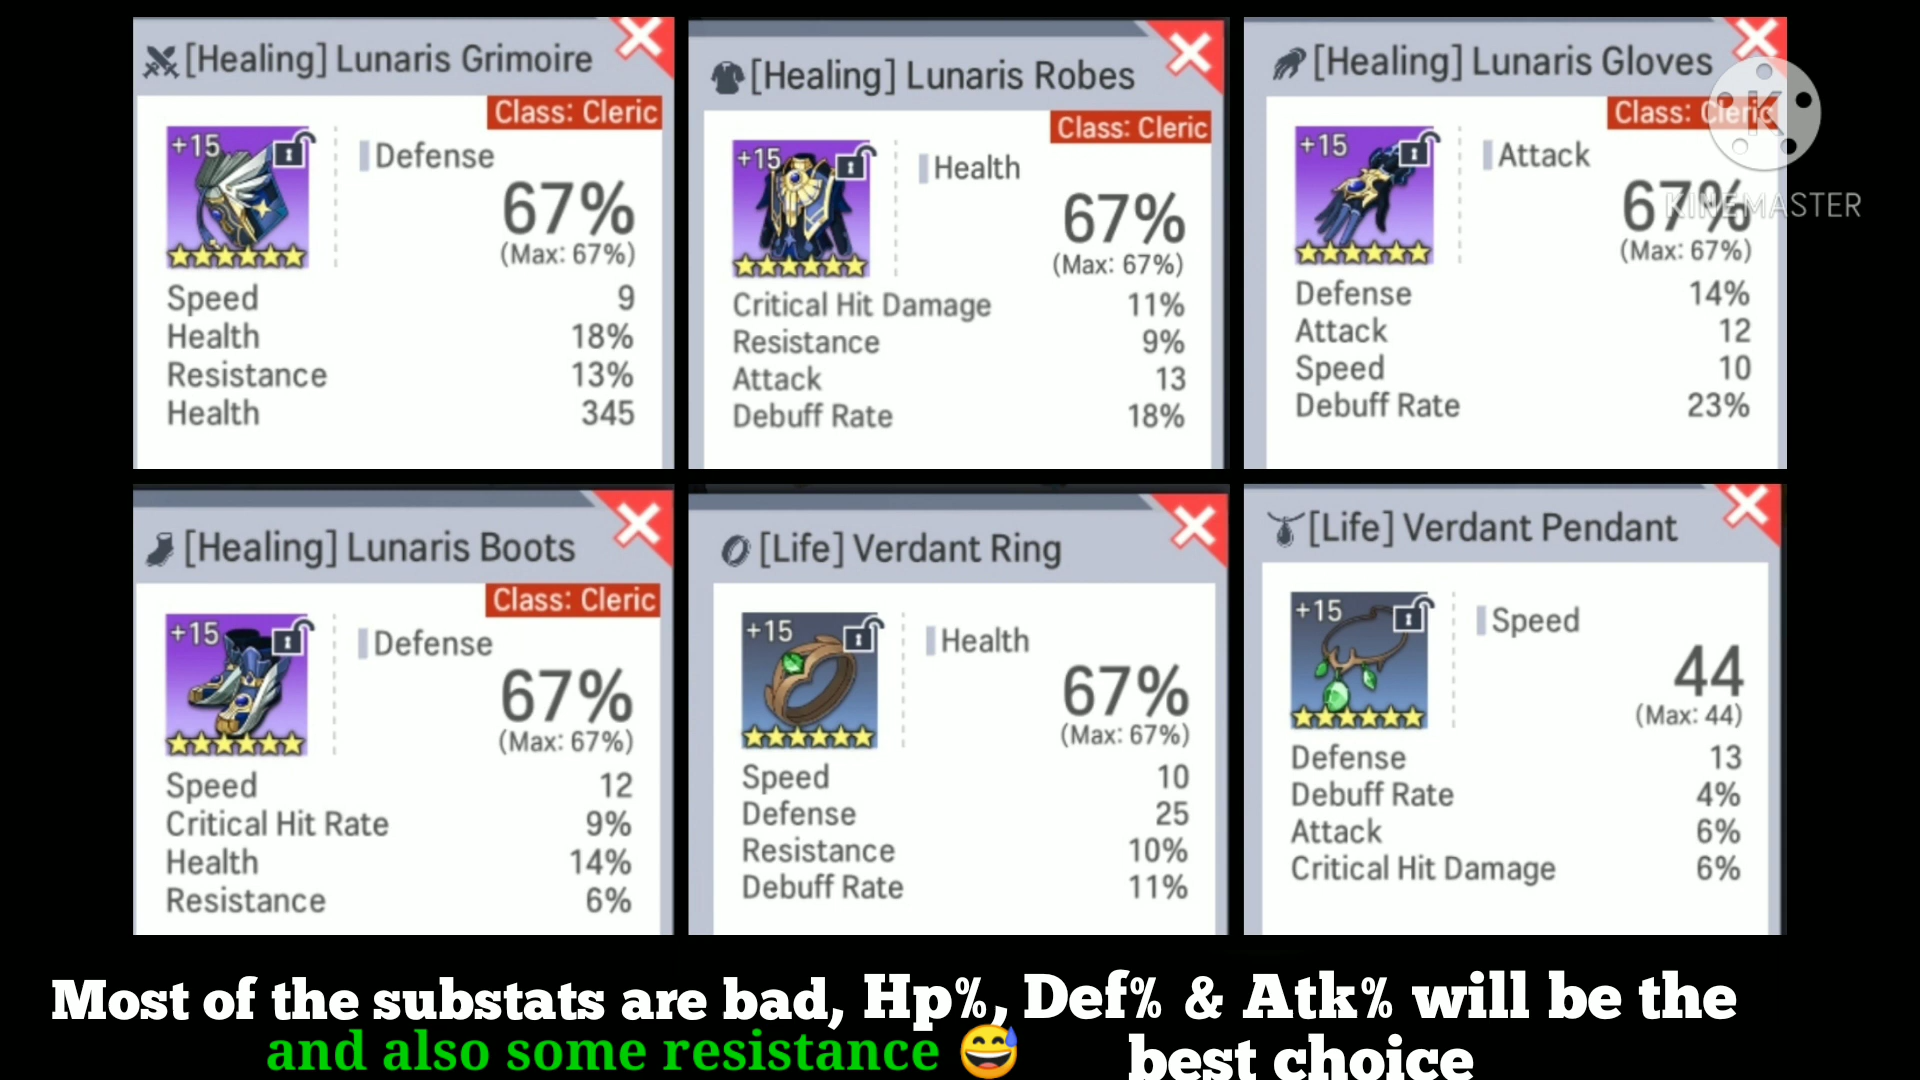 [Healing] Lunaris Grimoire
Class: Cleric
+15
Defense
67%
(Max: 67%)
Speed 9
Health 18%
Resistance 13%
Health 345
[Healing] Lunaris Robes
Class: Cleric
+15
Health
67%
(Max: 67%)
Critical Hit Damage 11%
Resistance 9%
Attack 13
Debuff Rate 18%
[Healing] Lunaris Gloves
Class: Cleric
+15
Attack
67%
(Max: 67%)
Defense 14%
Attack 12
Speed 10
Debuff Rate 23%
K
KINEMASTER
[Healing] Lunaris Boots
Class: Cleric
+15
Defense
67%
(Max: 67%)
Speed 12
Critical Hit Rate 9%
Health 14%
Resistance 6%
[Life] Verdant Ring
+15
Health
67%
(Max: 67%)
Speed 10
Defense 25
Resistance 10%
Debuff Rate 11%
[Life] Verdant Pendant
+15
Speed
44
(Max: 44)
Defense 13
Debuff Rate 4%
Attack 6%
Critical Hit Damage 6%
Most of the substats are bad, Hp%, Def% & Atk% will be the
best choice
and also some resistance 😅